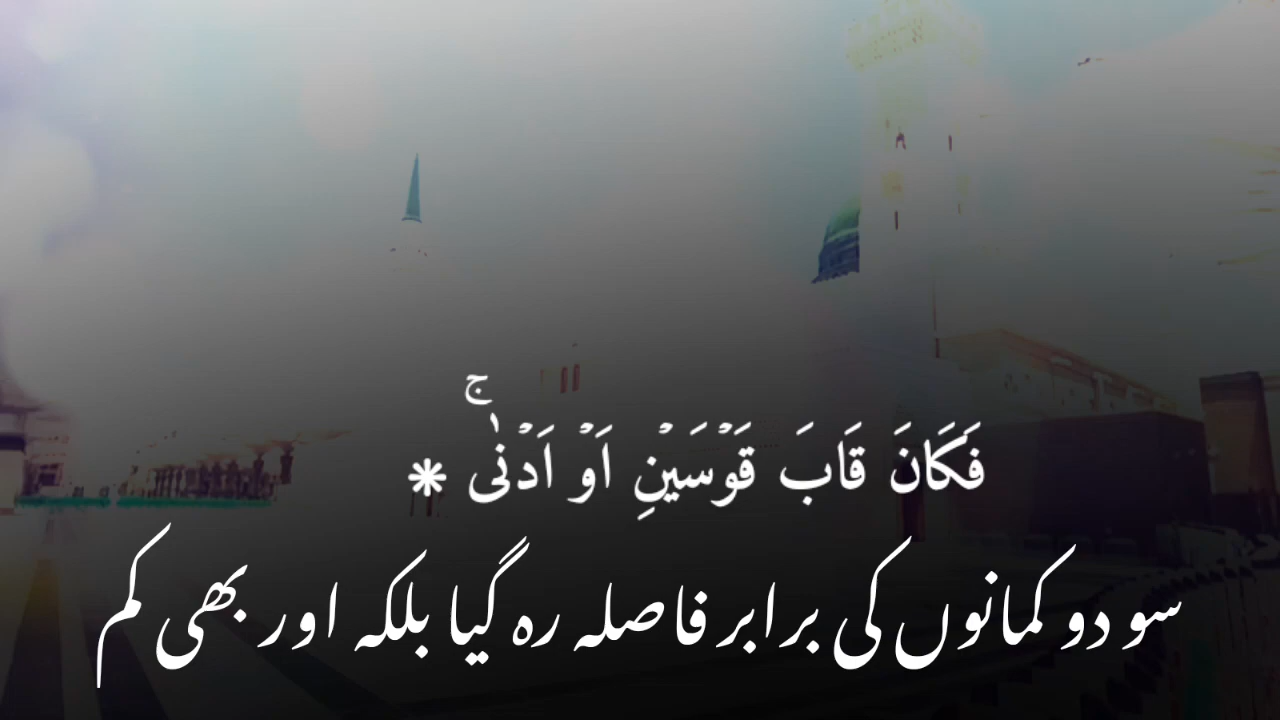 فَكَانَ قَابَ قَوْسَيْنِ اَوْ اَدْنٰىۚ *
سو دو کمانوں کی برابر فاصلہ رہ گیا بلکہ اور بھی کم